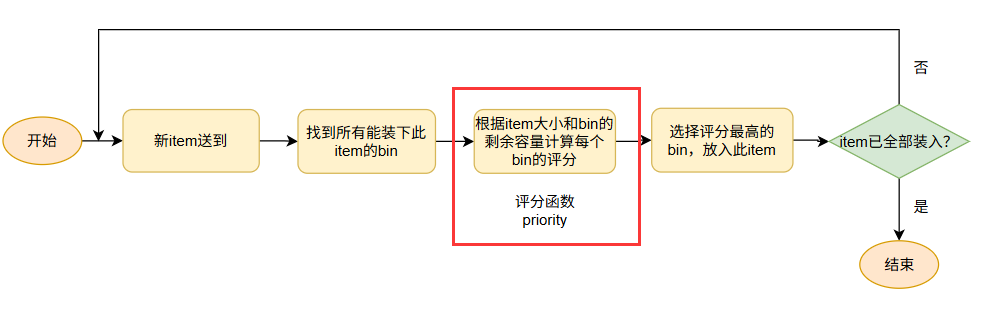 否
开始
新item送到
找到所有能装下此
item的bin
根据item大小和bin的
剩余容量计算每个
bin的评分
选择评分最高的
bin，放入此item
item已全部装入？
评分函数
priority
是
结束